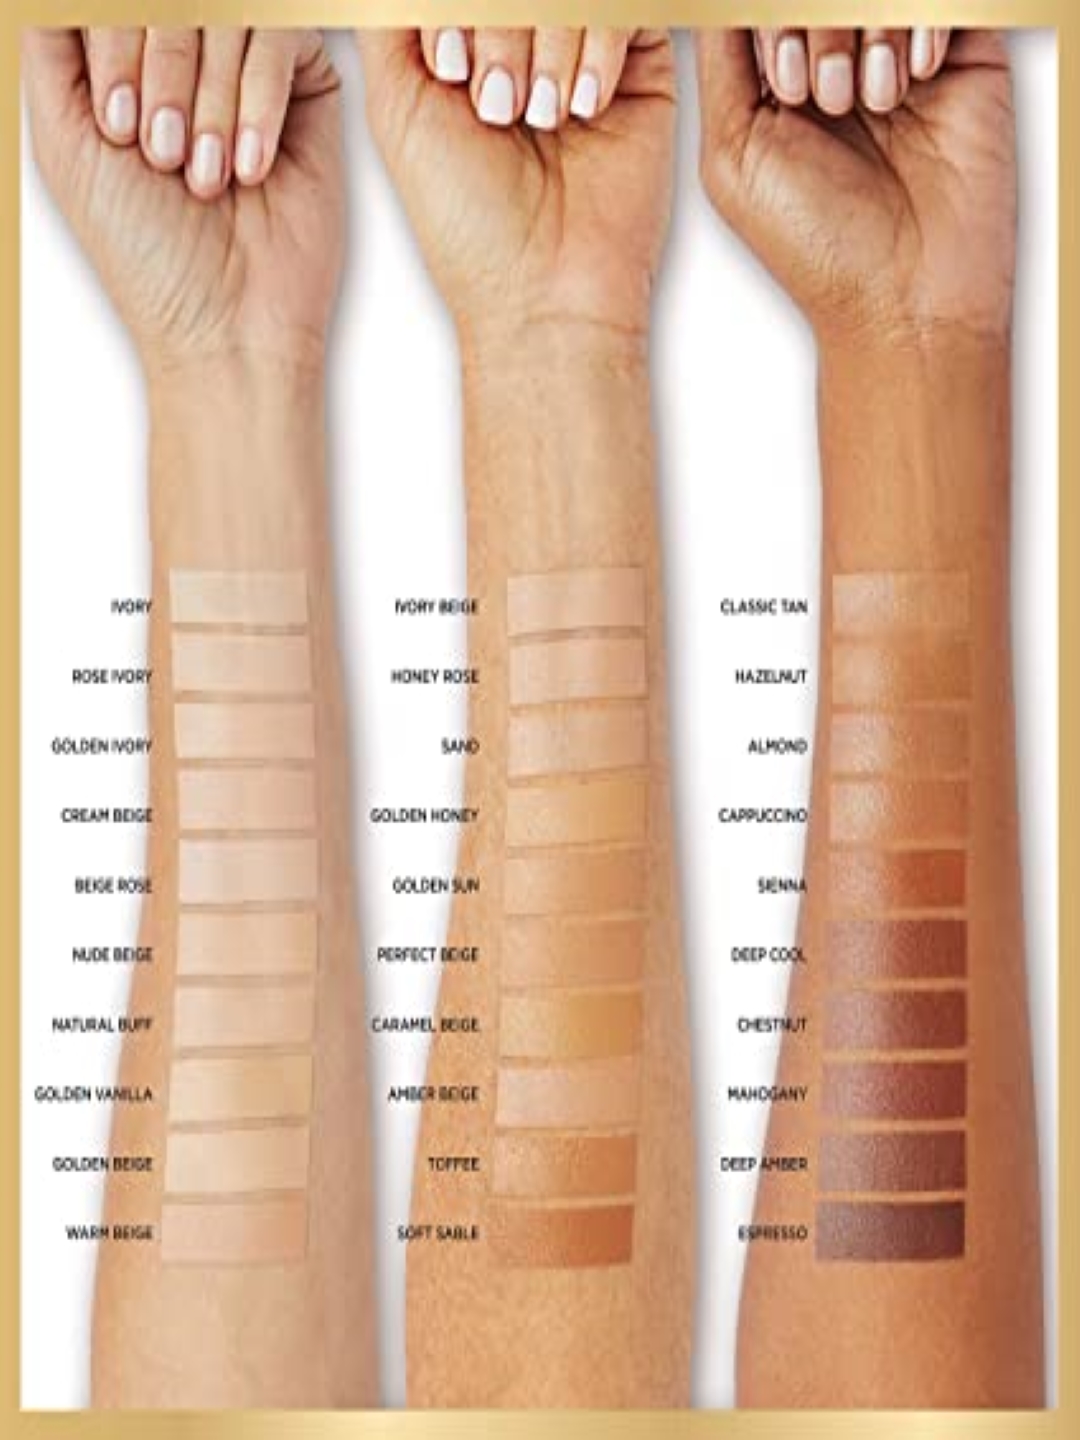 IVORY
ROSE IVORY
GOLDEN IVORY
CREAM BEIGE
BEIGE ROSE
NUDE BEIGE
NATURAL BUFF
GOLDEN VANILLA
GOLDEN BEIGE
WARM BEIGE
IVORY BEIGE
HONEY ROSE
SAND
GOLDEN HONEY
GOLDEN SUN
PERFECT BEIGE
CARAMEL BEIGE
AMBER BEIGE
TOFFEE
SOFT SABLE
CLASSIC TAN
HAZELNUT
ALMOND
CAPPUCCINO
SIENNA
DEEP COOL
CHESTNUT
MAHOGANY
DEEP AMBER
ESPRESSO